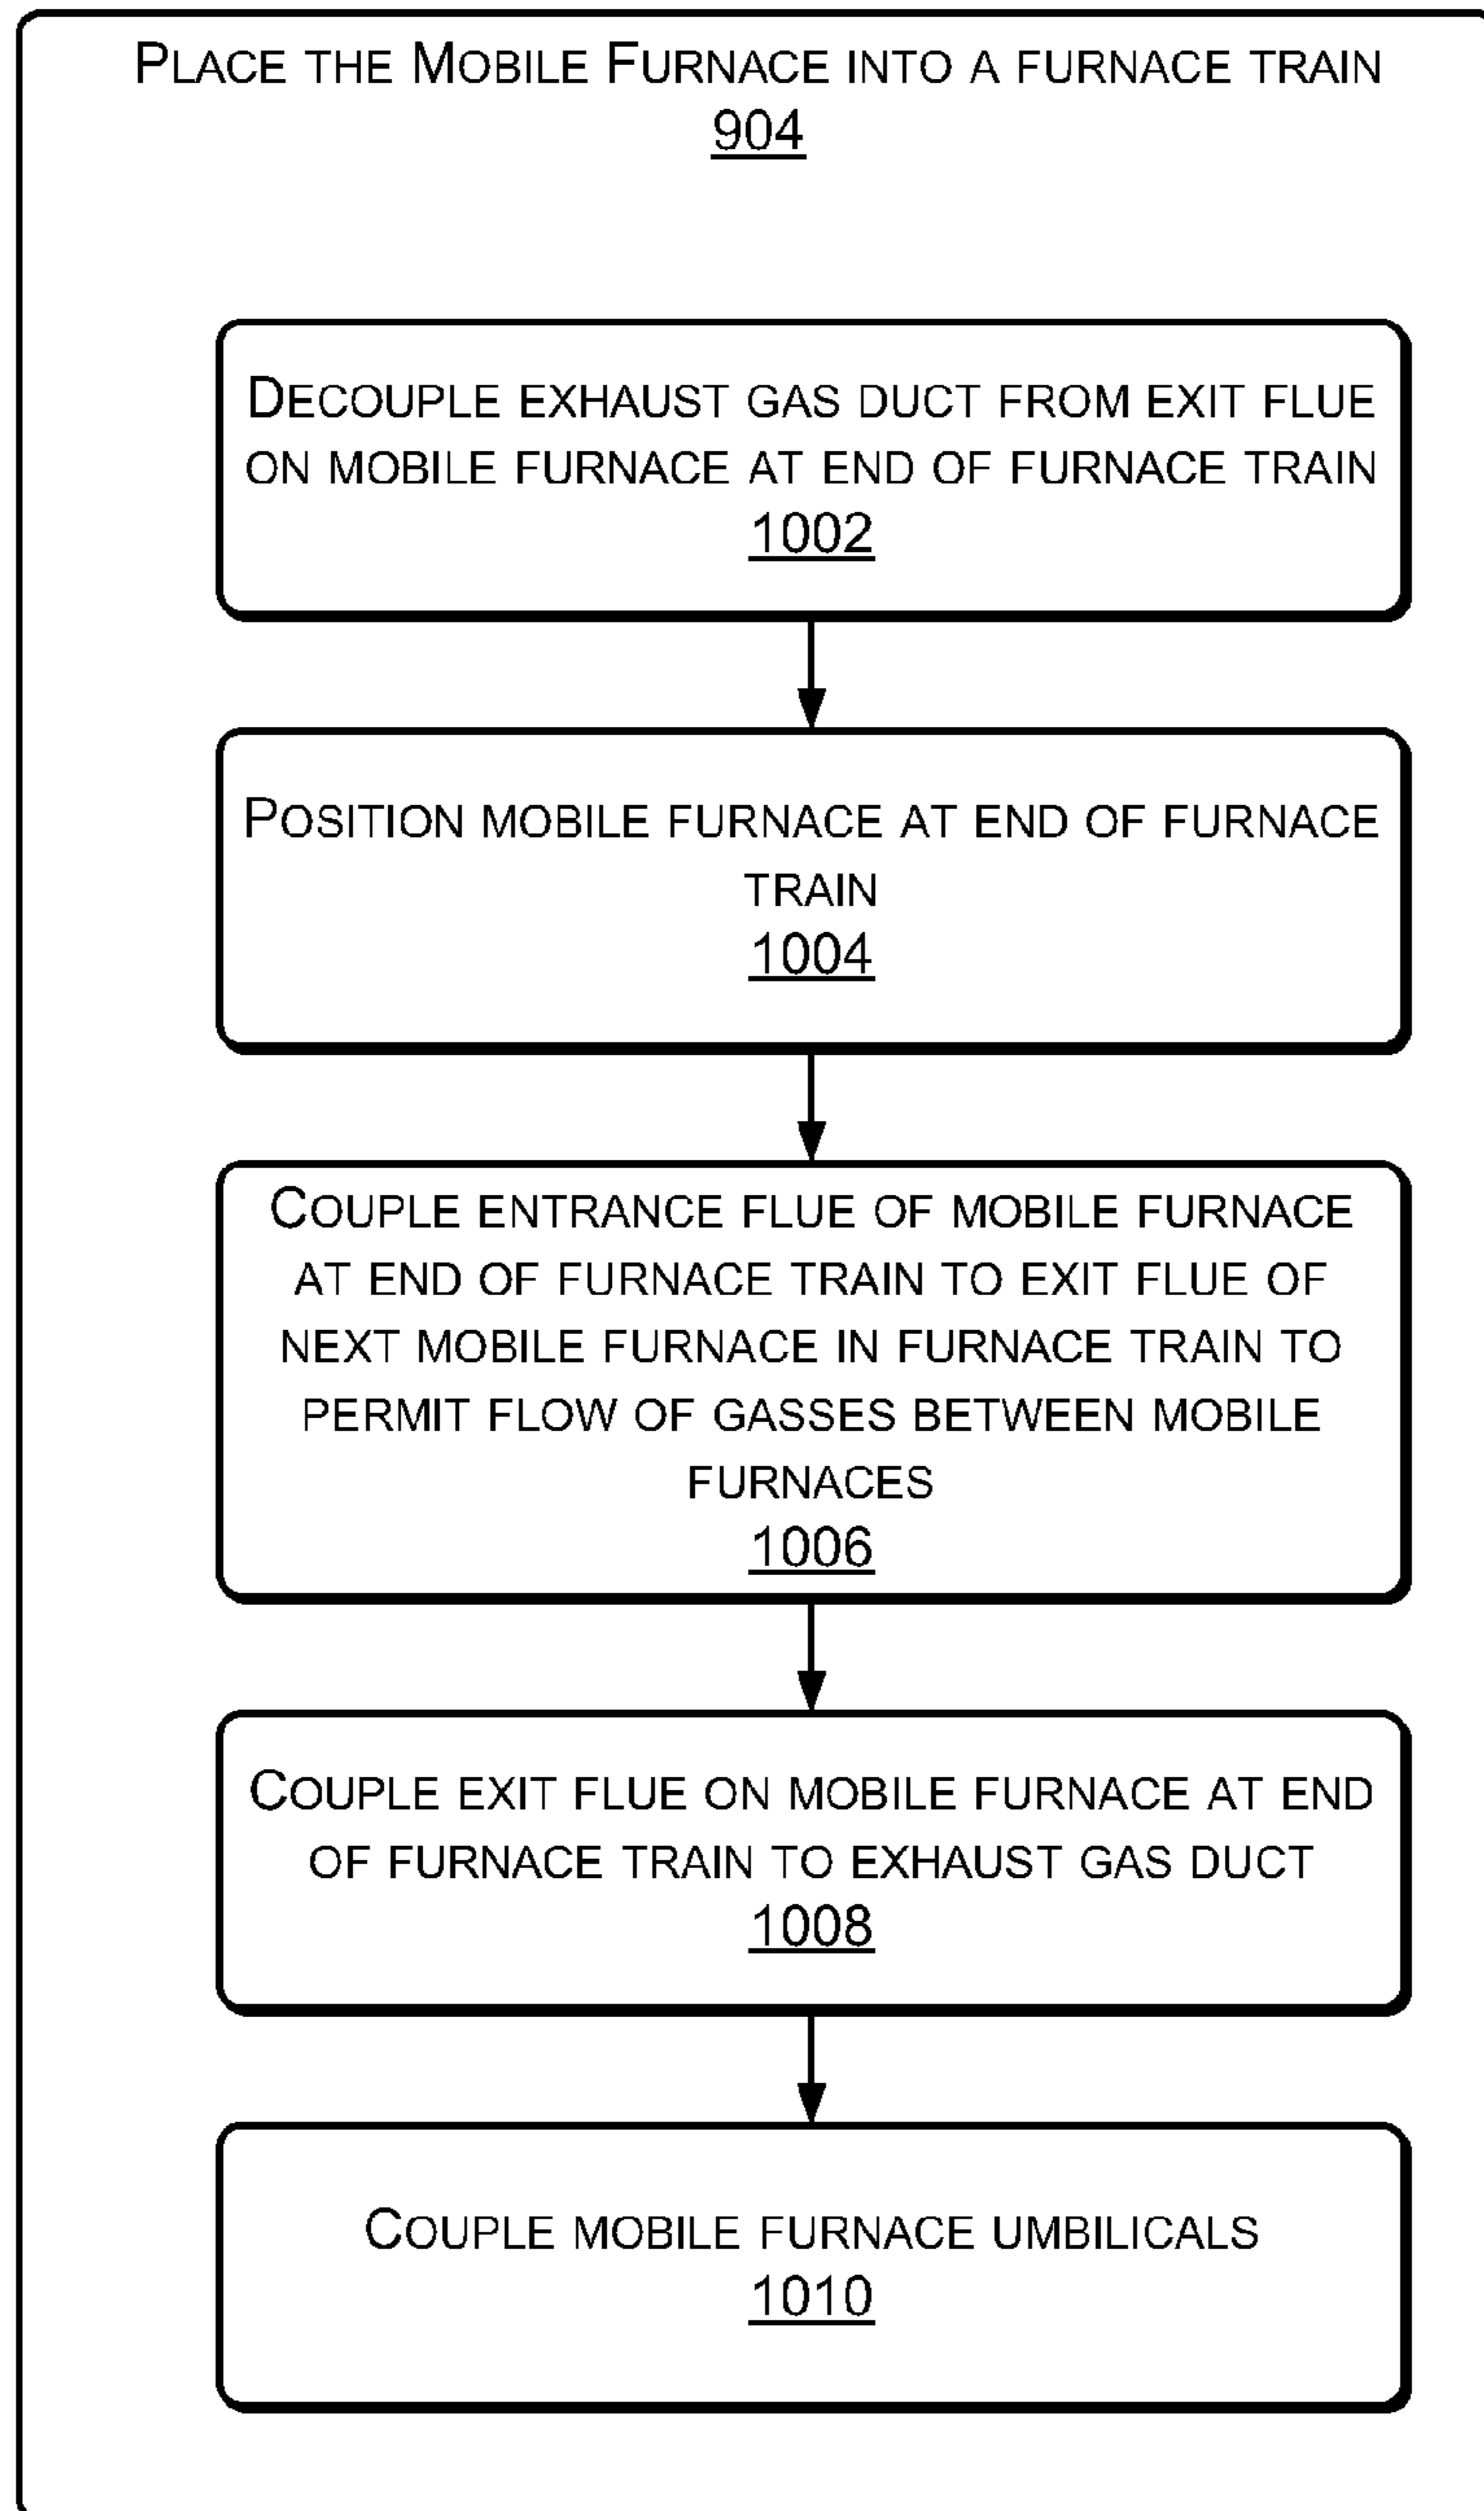 PLACE THE MOBILE FURNACE INTO A FURNACE TRAIN
904
DECOUPLE EXHAUST GAS DUCT FROM EXIT FLUE
ON MOBILE FURNACE AT END OF FURNACE TRAIN
1002
POSITION MOBILE FURNACE AT END OF FURNACE
TRAIN
1004
COUPLE ENTRANCE FLUE OF MOBILE FURNACE
AT END OF FURNACE TRAIN TO EXIT FLUE OF
NEXT MOBILE FURNACE IN FURNACE TRAIN TO
PERMIT FLOW OF GASSES BETWEEN MOBILE
FURNACES
1006
COUPLE EXIT FLUE ON MOBILE FURNACE AT END
OF FURNACE TRAIN TO EXHAUST GAS DUCT
1008
COUPLE MOBILE FURNACE UMBILICALS
1010